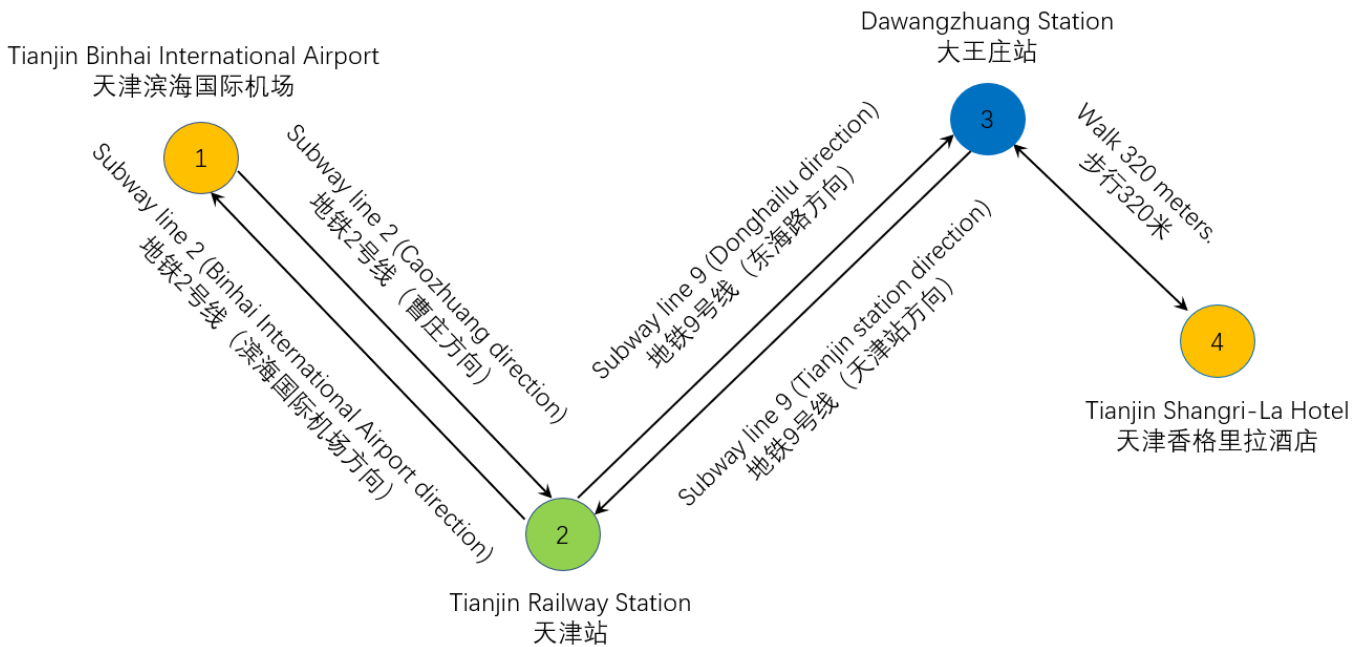 Dawangzhuang Station
大王庄站
Tianjin Binhai International Airport
天津滨海国际机场
1
Subway line 2 (Caozhuang direction)
地铁2号线（曹庄方向）
Subway line 2 (Binhai International Airport direction)
地铁2号线（滨海国际机场方向）
3
Subway line 9 (Donghailu direction)
地铁9号线（东海路方向）
Subway line 9 (Tianjin station direction)
地铁9号线（天津站方向）
Walk 320 meters.
步行320米
4
Tianjin Shangri-La Hotel
天津香格里拉酒店
2
Tianjin Railway Station
天津站